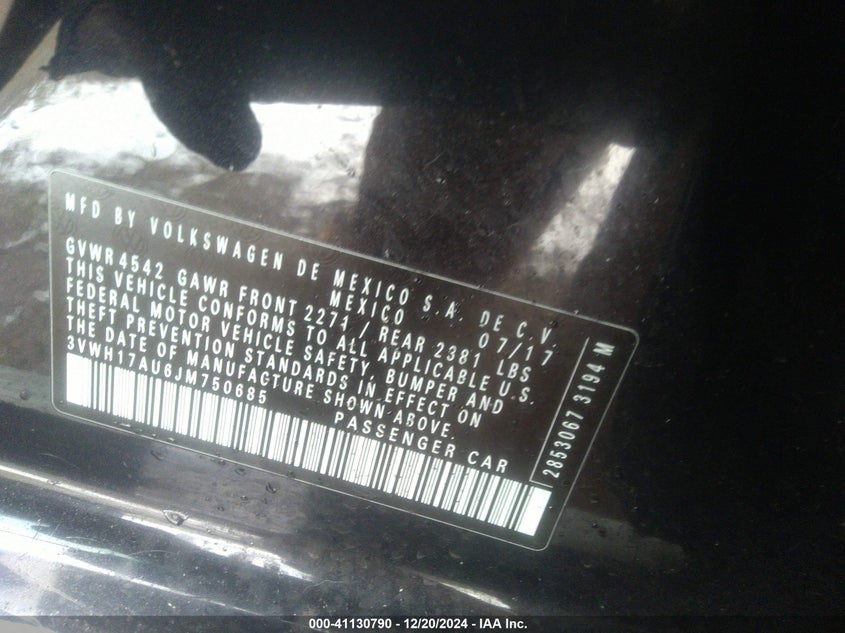 MFD BY VOLKSWAGEN DE MEXICO S.A. DE C.V.
MEXICO 07/17
GVWR4542 GAWR FRONT 2271 / REAR 2381 LBS
THIS VEHICLE CONFORMS TO ALL APPLICABLE U.S.
FEDERAL MOTOR VEHICLE SAFETY, BUMPER AND
THEFT PREVENTION STANDARDS IN EFFECT ON
THE DATE OF MANUFACTURE SHOWN ABOVE.
3VWH17AU6JM750685 PASSENGER CAR
2853067 3194 M
000-41130790 - 12/20/2024 - IAA Inc.